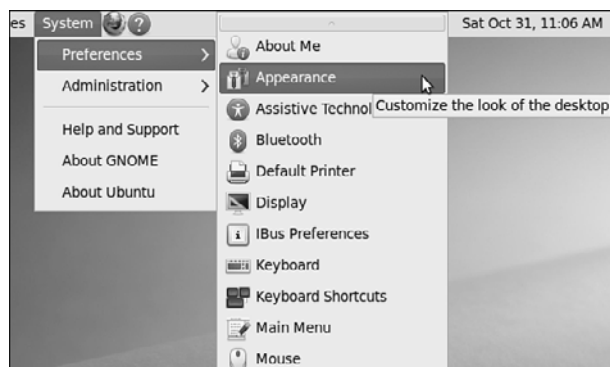 es System Sat Oct 31, 11:06 AM
Preferences
Administration
Help and Support
About GNOME
About Ubuntu
About Me
Appearance
Assistive Technol
Customize the look of the desktop
Bluetooth
Default Printer
Display
IBus Preferences
Keyboard
Keyboard Shortcuts
Main Menu
Mouse